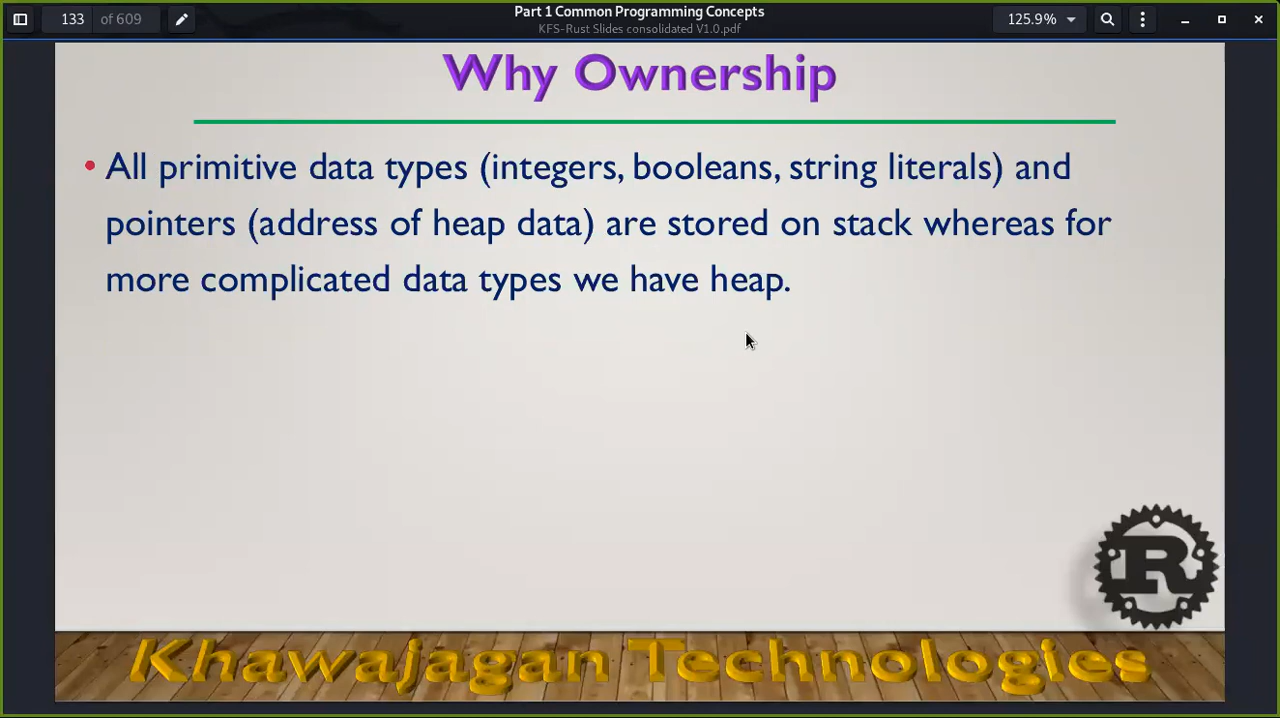 133 of 609
Part 1 Common Programming Concepts
KFS-Rust Slides consolidated V1.0.pdf
125.9%
Why Ownership
• All primitive data types (integers, booleans, string literals) and
pointers (address of heap data) are stored on stack whereas for
more complicated data types we have heap.
R
Khawajagan Technologies